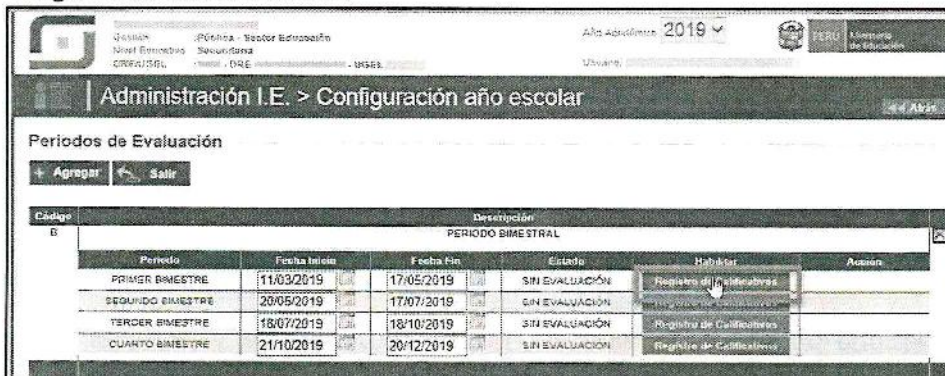 Gestión : Pública - Sector Educación
Año Académico 2019
PERÚ Ministerio de Educación
Nivel Educativo Secundaria
DRE - UGEL
Usuario:
Administración I.E. > Configuración año escolar
Atrás
Periodos de Evaluación
+ Agregar Salir
Código Descripción
B PERIODO BIMESTRAL
Periodo Fecha Inicio Fecha Fin Estado Habilitar Acción
PRIMER BIMESTRE 11/03/2019 17/05/2019 SIN EVALUACIÓN Registro de Calificativos
SEGUNDO BIMESTRE 20/05/2019 17/07/2019 SIN EVALUACIÓN Registro de Calificativos
TERCER BIMESTRE 18/07/2019 18/10/2019 SIN EVALUACIÓN Registro de Calificativos
CUARTO BIMESTRE 21/10/2019 20/12/2019 SIN EVALUACIÓN Registro de Calificativos